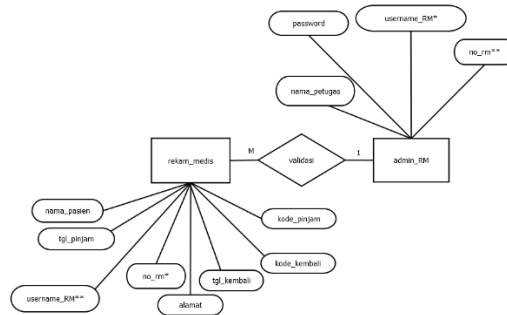 username_RM*
password
no_rm**
nama_petugas
rekam_medis
M
validasi
1
admin_RM
nama_pasien
kode_pinjam
tgl_pinjam
kode_kembali
no_rm*
tgl_kembali
username_RM**
alamat